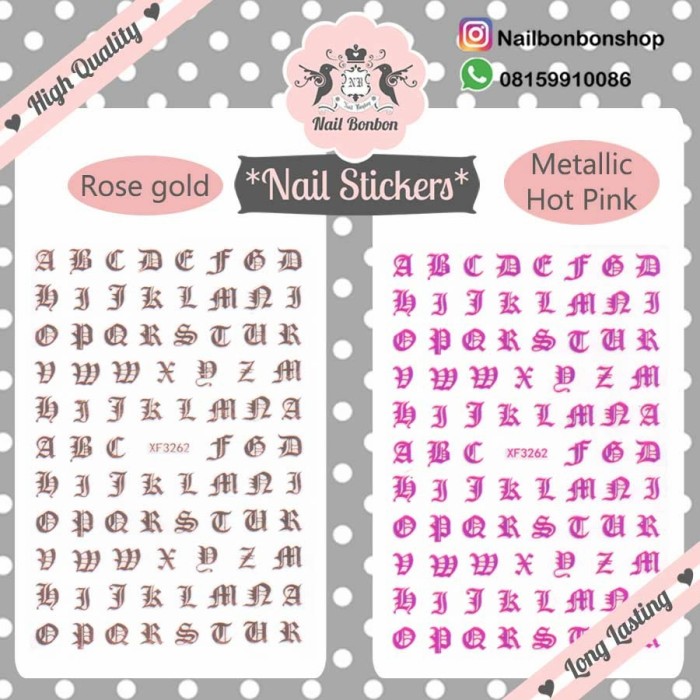 High Quality
NB
Nail Bonbon
Nailbonbonshop
08159910086
Rose gold
*Nail Stickers*
Metallic
Hot Pink
A B C D E F G D
H I J K L M N I
O P Q R S T U R
V W W X Y Z M
H I J K L M N A
A B C XF3262 F G D
H I J K L M N I
O P Q R S T U R
V W W X Y Z M
H I J K L M N A
O P Q R S T U R
A B C D E F G D
H I J K L M N I
O P Q R S T U R
V W W X Y Z M
H I J K L M N A
A B C XF3262 F G D
H I J K L M N I
O P Q R S T U R
V W W X Y Z M
H I J K L M N
O P Q R S T
Long Lasting